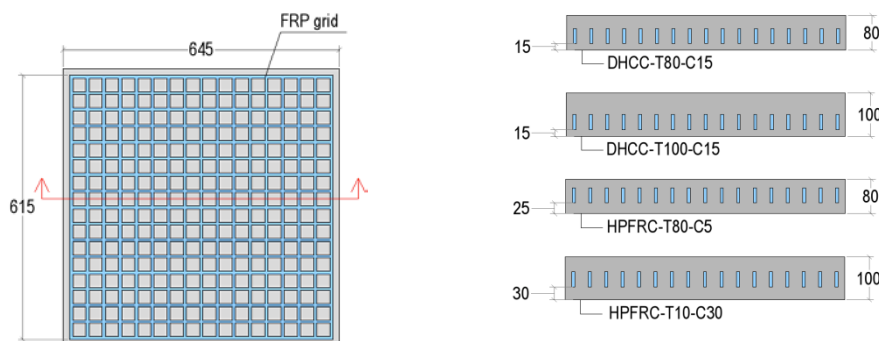 FRP grid
645
615
80
15
DHCC-T80-C15
100
15
DHCC-T100-C15
80
25
HPFRC-T80-C5
100
30
HPFRC-T10-C30